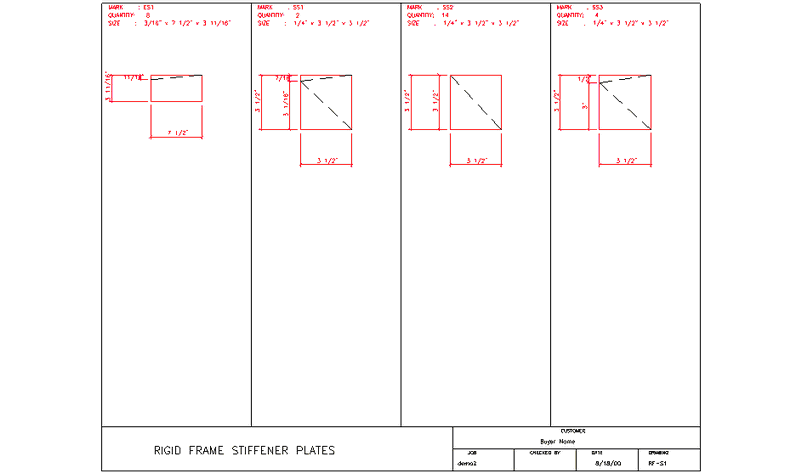 MARK : ES1
QUANTITY: 8
SIZE : 3/16" x 7 1/2" x 3 11/16"
MARK : SS1
QUANTITY: 2
SIZE : 1/4" x 3 1/2" x 3 1/2"
MARK : SS2
QUANTITY: 14
SIZE : 1/4" x 3 1/2" x 3 1/2"
MARK : SS3
QUANTITY: 4
SIZE : 1/4" x 3 1/2" x 3 1/2"
3 11/16"
11/16"
7 1/2"
3 1/2"
7/16"
3 1/16"
3 1/2"
3 1/2"
3 1/2"
3 1/2"
3 1/2"
1/2"
3"
3 1/2"
RIGID FRAME STIFFENER PLATES
CUSTOMER
Buyer Name
JOB
demo2
CHECKED BY
DATE
8/18/00
DRAWING
RF-S1